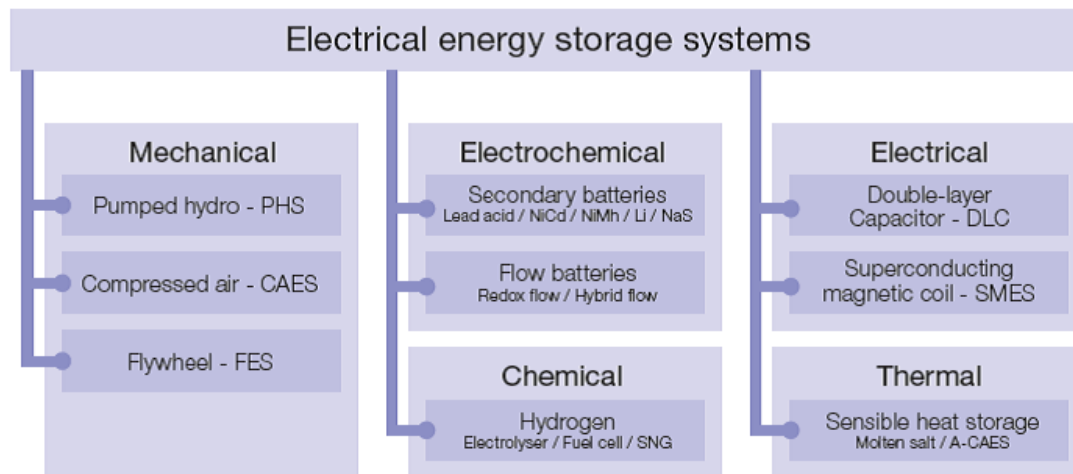 Electrical energy storage systems
Mechanical
Pumped hydro - PHS
Compressed air - CAES
Flywheel - FES
Electrochemical
Secondary batteries
Lead acid / NiCd / NiMh / Li / NaS
Flow batteries
Redox flow / Hybrid flow
Chemical
Hydrogen
Electrolyser / Fuel cell / SNG
Electrical
Double-layer
Capacitor - DLC
Superconducting
magnetic coil - SMES
Thermal
Sensible heat storage
Molten salt / A-CAES